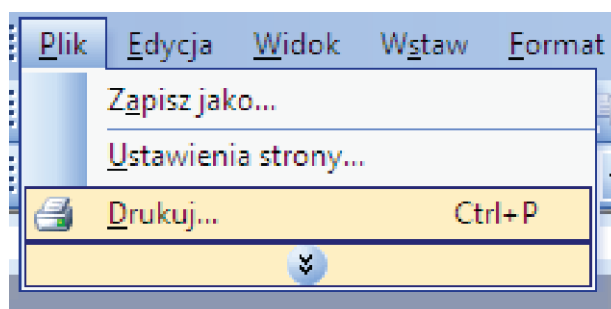 Plik Edycja Widok Wstaw Format
Zapisz jako...
Ustawienia strony...
Drukuj... Ctrl+P